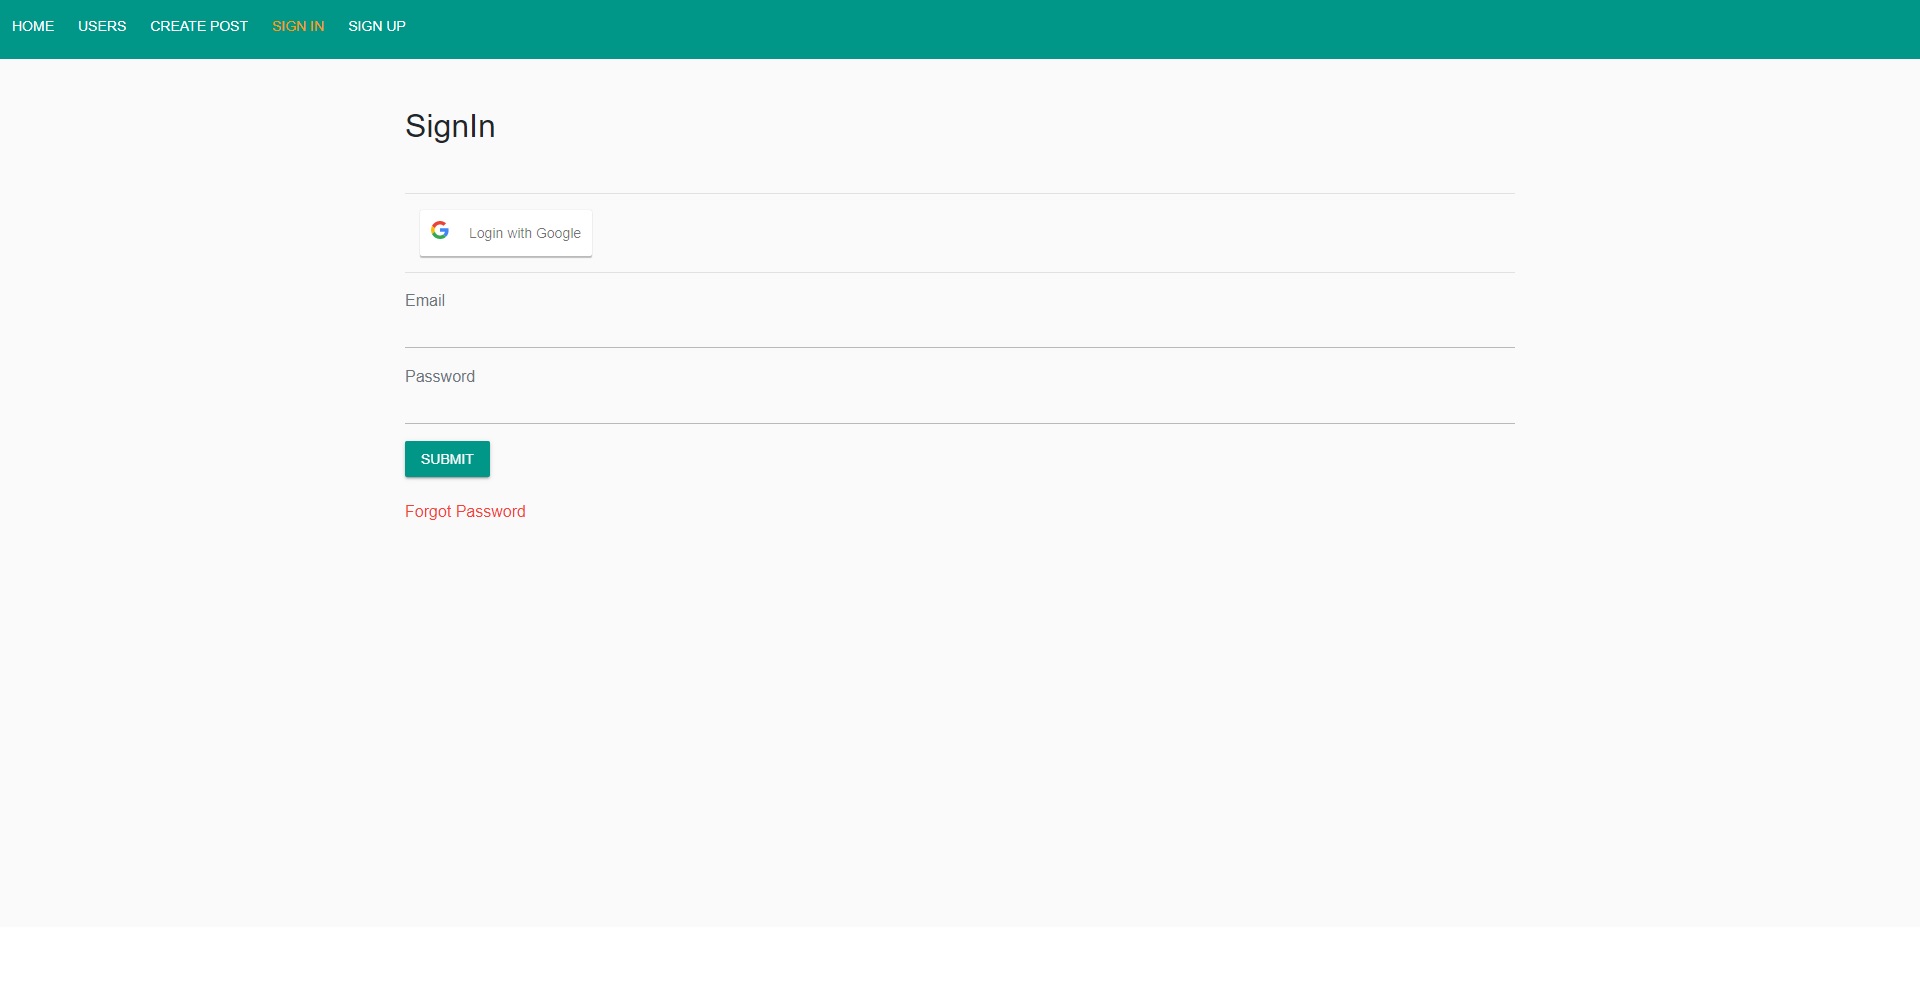 HOME USERS CREATE POST SIGN IN SIGN UP
SignIn
Login with Google
Email
Password
SUBMIT
Forgot Password